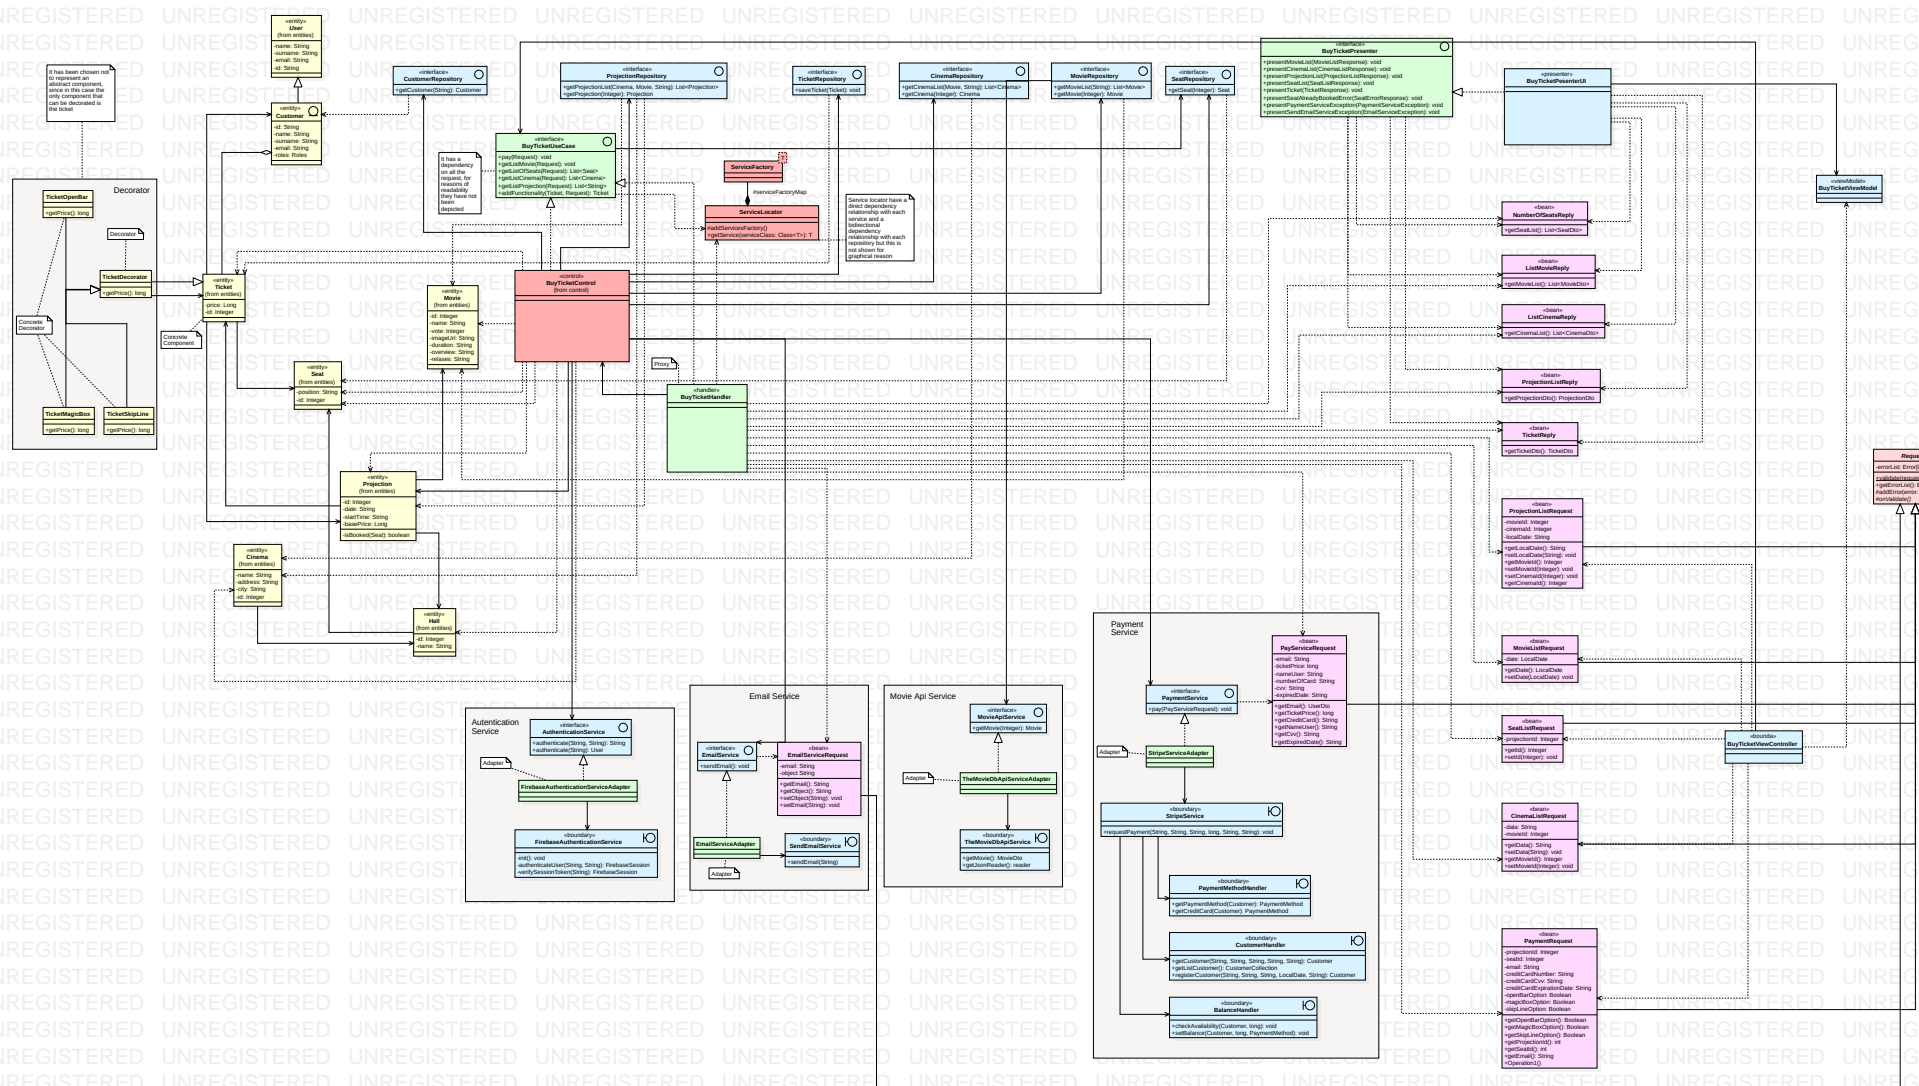 «entity»
User
(from entities)
-name: String
-surname: String
-email: String
-id: String
It has been chosen not
to represent an
abstract component,
since in this case the
only component that
can be decorated is
the ticket
«entity»
Customer
-id: String
-name: String
-surname: String
-email: String
-roles: Roles
«interface»
CustomerRepository
+getCustomer(String): Customer
«interface»
ProjectionRepository
+getProjectionList(Cinema, Movie, String): List<Projection>
+getProjection(Integer): Projection
«interface»
TicketRepository
+saveTicket(Ticket): void
«interface»
CinemaRepository
+getCinemaList(Movie, String): List<Cinema>
+getCinema(Integer): Cinema
«interface»
MovieRepository
+getMovieList(String): List<Movie>
+getMovie(Integer): Movie
«interface»
SeatRepository
+getSeat(Integer): Seat
«interface»
BuyTicketPresenter
+presentMovieList(MovieListResponse): void
+presentCinemaList(CinemaListResponse): void
+presentProjectionList(ProjectionListResponse): void
+presentSeatList(SeatResponse): void
+presentTicket(TicketResponse): void
+presentSeatAlreadyBookedError(SeatErrorResponse): void
+presentPaymentServiceException(PaymentServiceException): void
+presentSendEmailServiceException(EmailServiceException): void
«presenter»
BuyTicketPesenterUI
«viewModel»
BuyTicketViewModel
It has a
dependency
on all the
request, for
reasons of
readability
they have not
been
depicted
«interface»
BuyTicketUseCase
+pay(Request): void
+getListMovie(Request): void
+getListOfSeats(Request): List<Seat>
+getListCinema(Request): List<Cinema>
+getListProjection(Request): List<String>
+addFunctionality(Ticket, Request): Ticket
ServiceFactory
#serviceFactoryMap
ServiceLocator
#addServicesFactory()
+getService(serviceClass: Class<T>): T
Service locator have a
direct dependency
relationship with each
service and a
bidirectional
dependency
relationship with each
repository but this is
not shown for
graphical reason
Decorator
TicketOpenBar
+getPrice(): long
Decorator
TicketDecorator
+getPrice(): long
Concrete
Decorator
TicketMagicBox
+getPrice(): long
TicketSkipLine
+getPrice(): long
«entity»
Ticket
(from entities)
-price: Long
-id: Integer
Concrete
Component
«entity»
Movie
(from entities)
-id: Integer
-name: String
-vote: Integer
-imageUrl: String
-duration: String
-overview: String
-relases: String
«control»
BuyTicketControl
(from control)
«entity»
Seat
(from entities)
-position: String
-id: Integer
Proxy
«handler»
BuyTicketHandler
«entity»
Projection
(from entities)
-id: Integer
-date: String
-startTime: String
-basePrice: Long
-isBooked(Seat): boolean
«entity»
Cinema
(from entities)
-name: String
-address: String
-city: String
-id: Integer
«entity»
Hall
(from entities)
-id: Integer
-name: String
«bean»
NumberOfSeatsReply
+getSeatList(): List<SeatDto>
«bean»
ListMovieReply
+getMovieList(): List<MovieDto>
«bean»
ListCinemaReply
+getCinemaList(): List<CinemaDto>
«bean»
ProjectionListReply
+getProjectionDto(): ProjectionDto
«bean»
TicketReply
+getTicketDto(): TicketDto
-errorList: Error
#onValidate()
«bean»
ProjectionListRequest
-movieId: Integer
-cinemaId: Integer
-localDate: String
+getLocalDate(): String
+setLocalDate(String): void
+getMovieId(): Integer
+setMovieId(Integer): void
+setCinemaId(Integer): void
+getCinemaId(): Integer
«bean»
MovieListRequest
-date: LocalDate
+getDate(): LocalDate
+setDate(LocalDate): void
«bean»
SeatListRequest
-projectionId: Integer
+getId(): Integer
+setId(Integer): void
«bounda»
BuyTicketViewController
«bean»
CinemaListRequest
-data: String
-movieId: Integer
+getData(): String
+setData(String): void
+getMovieId(): Integer
+setMovieId(Integer): void
«bean»
PaymentRequest
-projectionId: Integer
-seatId: Integer
-email: String
-creditCardNumber: String
-creditCardCvv: String
-creditCardExpirationDate: String
-openBarOption: Boolean
-magicBoxOption: Boolean
-skipLineOption: Boolean
+getOpenBarOption(): Boolean
+getMagicBoxOption(): Boolean
+getSkipLineOption(): Boolean
+getProjectionId(): int
+getSeatId(): int
+getEmail(): String
+Operation1()
Autentication
Service
«interface»
AuthenticationService
+authenticate(String, String): String
+authenticate(String): User
Adapter
FirebaseAuthenticationServiceAdapter
«boundary»
FirebaseAuthenticationService
-init(): void
-authenticateUser(String, String): FirebaseSession
-verifySessionToken(String): FirebaseSession
Email Service
«interface»
EmailService
+sendEmail(): void
«bean»
EmailServiceRequest
-email: String
-object String
+getEmail(): String
+getObject(): String
+setObject(String): void
+setEmail(String): void
EmailServiceAdapter
Adapter
«boundary»
SendEmailService
+sendEmail(String)
Movie Api Service
«interface»
MovieApiService
+getMovie(Integer): Movie
Adapter
TheMovieDbApiServiceAdapter
«boundary»
TheMovieDbApiService
+getMovie(): MovieDto
+getJsonReader(): reader
Payment
Service
«bean»
PayServiceRequest
-email: String
-ticketPrice: long
-nameUser: String
-numberOfCard: String
-cvv: String
-expiredDate: String
+getEmail(): UserDto
+getTicketPrice(): long
+getCreditCard(): String
+getNameUser(): String
+getCvv(): String
+getExpiredDate(): String
«interface»
PaymentService
+pay(PayServiceRequest): void
Adapter
StripeServiceAdapter
«boundary»
StripeService
+requestPayment(String, String, String, long, String, String): void
«boundary»
PaymentMethodHandler
+getPaymentMethod(Customer): PaymentMethod
+getCreditCard(Customer): PaymentMethod
«boundary»
CustomerHandler
+getCustomer(String, String, String, String, String): Customer
+getListCustomer(): CustomerCollection
+registerCustomer(String, String, String, LocalDate, String): Customer
«boundary»
BalanceHandler
+checkAvailability(Customer, long): void
+setBalance(Customer, long, PaymentMethod): void
UNREGISTERED